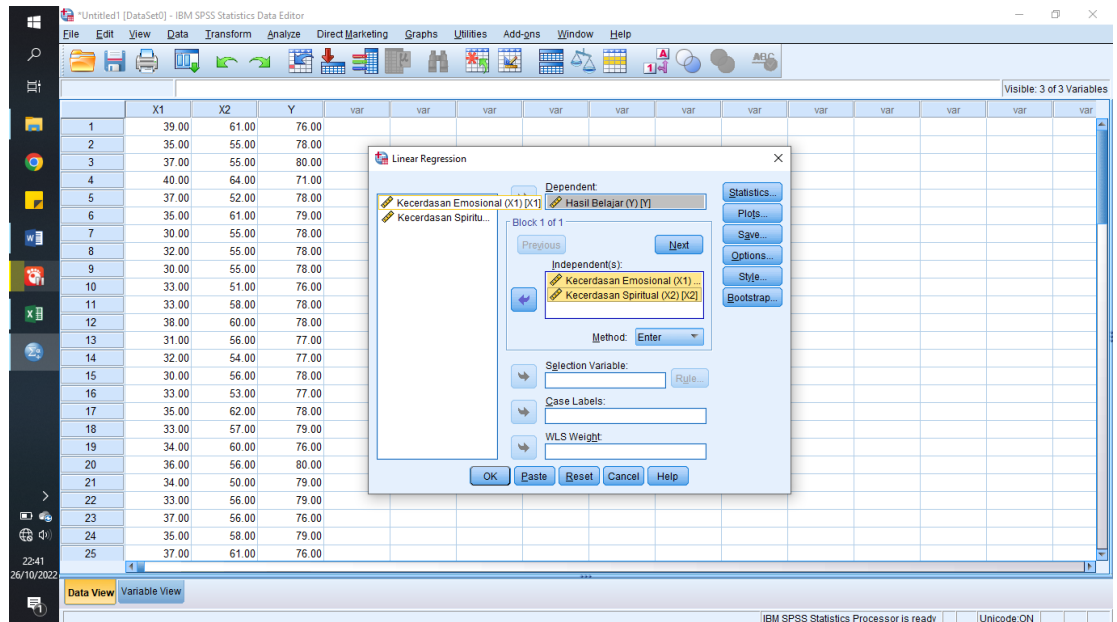 *Untitled1 [DataSet0] - IBM SPSS Statistics Data Editor
File Edit View Data Transform Analyze Direct Marketing Graphs Utilities Add-ons Window Help
Visible: 3 of 3 Variables
X1 X2 Y var var var var var var var var var var var var
1 39.00 61.00 76.00
2 35.00 55.00 78.00
3 37.00 55.00 80.00
4 40.00 64.00 71.00
5 37.00 52.00 78.00
6 35.00 61.00 79.00
7 30.00 55.00 78.00
8 32.00 55.00 78.00
9 30.00 55.00 78.00
10 33.00 51.00 76.00
11 33.00 58.00 78.00
12 38.00 60.00 78.00
13 31.00 56.00 77.00
14 32.00 54.00 77.00
15 30.00 56.00 78.00
16 33.00 53.00 77.00
17 35.00 62.00 78.00
18 33.00 57.00 79.00
19 34.00 60.00 76.00
20 36.00 56.00 80.00
21 34.00 50.00 79.00
22 33.00 56.00 79.00
23 37.00 56.00 76.00
24 35.00 58.00 79.00
25 37.00 61.00 76.00
Linear Regression
Kecerdasan Emosional (X1) [X1]
Kecerdasan Spiritu...
Dependent:
Hasil Belajar (Y) [Y]
Block 1 of 1
Previous Next
Independent(s):
Kecerdasan Emosional (X1) ...
Kecerdasan Spiritual (X2) [X2]
Method: Enter
Selection Variable:
Rule...
Case Labels:
WLS Weight:
Statistics...
Plots...
Save...
Options...
Style...
Bootstrap...
OK Paste Reset Cancel Help
22:41
26/10/2022
Data View Variable View
IBM SPSS Statistics Processor is ready Unicode:ON